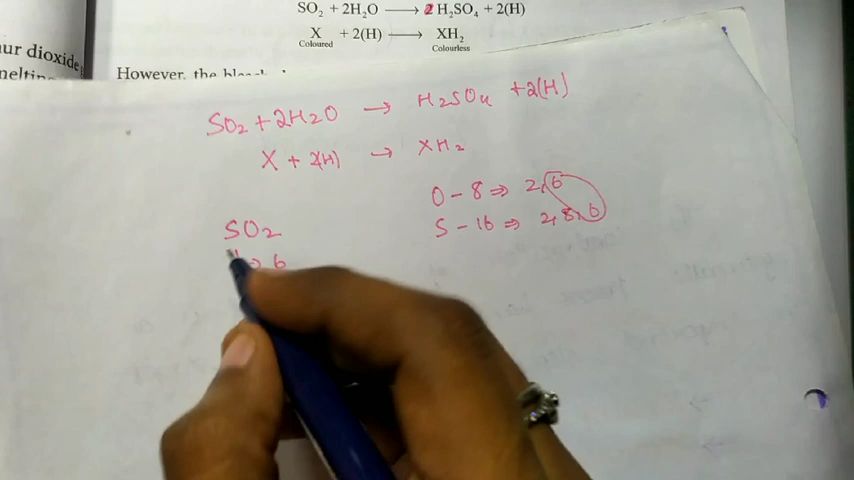 SO₂ + 2H₂O ⟶ 2 H₂SO₄ + 2(H)
X + 2(H) ⟶ XH₂
Coloured Colourless
ur dioxide
However, the
SO₂ + 2H₂O → H₂SO₄ + 2(H)
X + 2(H) → XH₂
O - 8 ⇒ 2,6
S - 16 ⇒ 2,8,6
SO₂
6